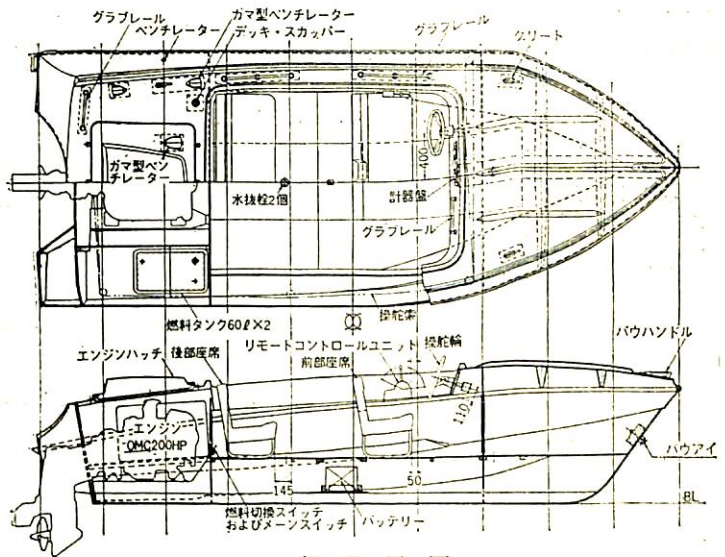 グラブレール
ベンチレーター
ガマ型ベンチレーター
デッキ・スカッパー
グラブレール
クリート
ガマ型ベン
チレーター
400
水抜栓2個
計器盤
グラブレール
燃料タンク60ℓ×2
操舵索
エンジンハッチ
後部座席
リモートコントロールユニット
前部座席
操舵輪
バウハンドル
110
エンジン
OMC200HP
バウアイ
145
50
BL
燃料切換スイッチ
およびメーンスイッチ
バッテリー